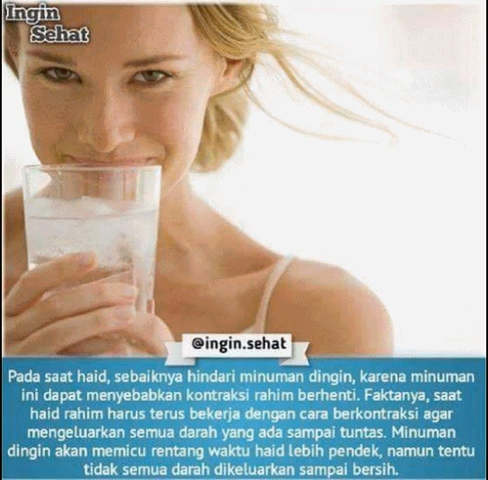 Ingin
Sehat
@ingin.sehat
Pada saat haid, sebaiknya hindari minuman dingin, karena minuman
ini dapat menyebabkan kontraksi rahim berhenti. Faktanya, saat
haid rahim harus terus bekerja dengan cara berkontraksi agar
mengeluarkan semua darah yang ada sampai tuntas. Minuman
dingin akan memicu rentang waktu haid lebih pendek, namun tentu
tidak semua darah dikeluarkan sampai bersih.